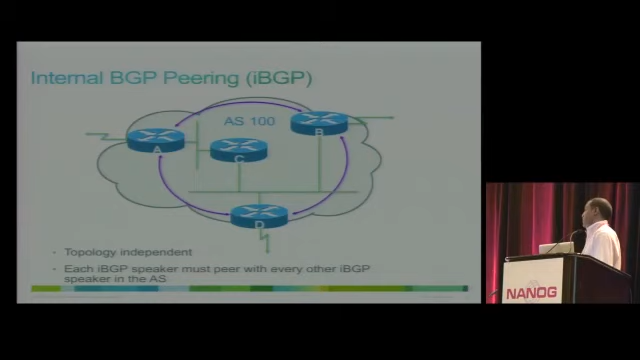 Internal BGP Peering (iBGP)
AS 100
A
B
C
D
· Topology independent
· Each iBGP speaker must peer with every other iBGP
speaker in the AS
NANOG